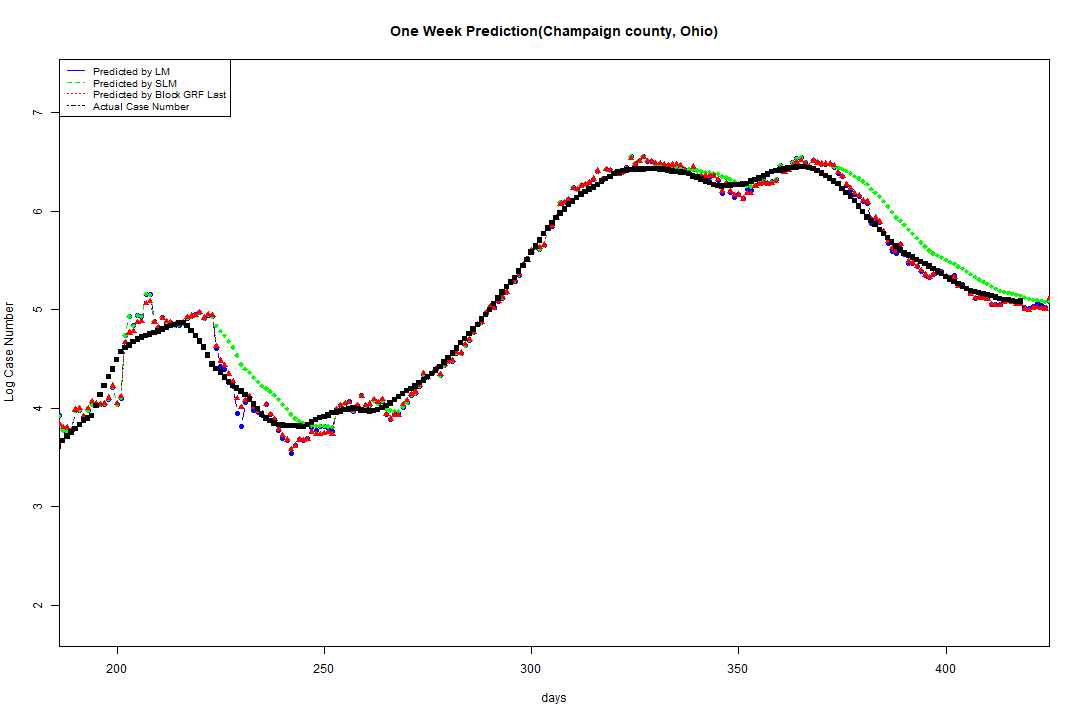 One Week Prediction(Champaign county, Ohio)
Predicted by LM
Predicted by SLM
Predicted by Block GRF Last
Actual Case Number
7
6
5
4
3
2
Log Case Number
200 250 300 350 400
days